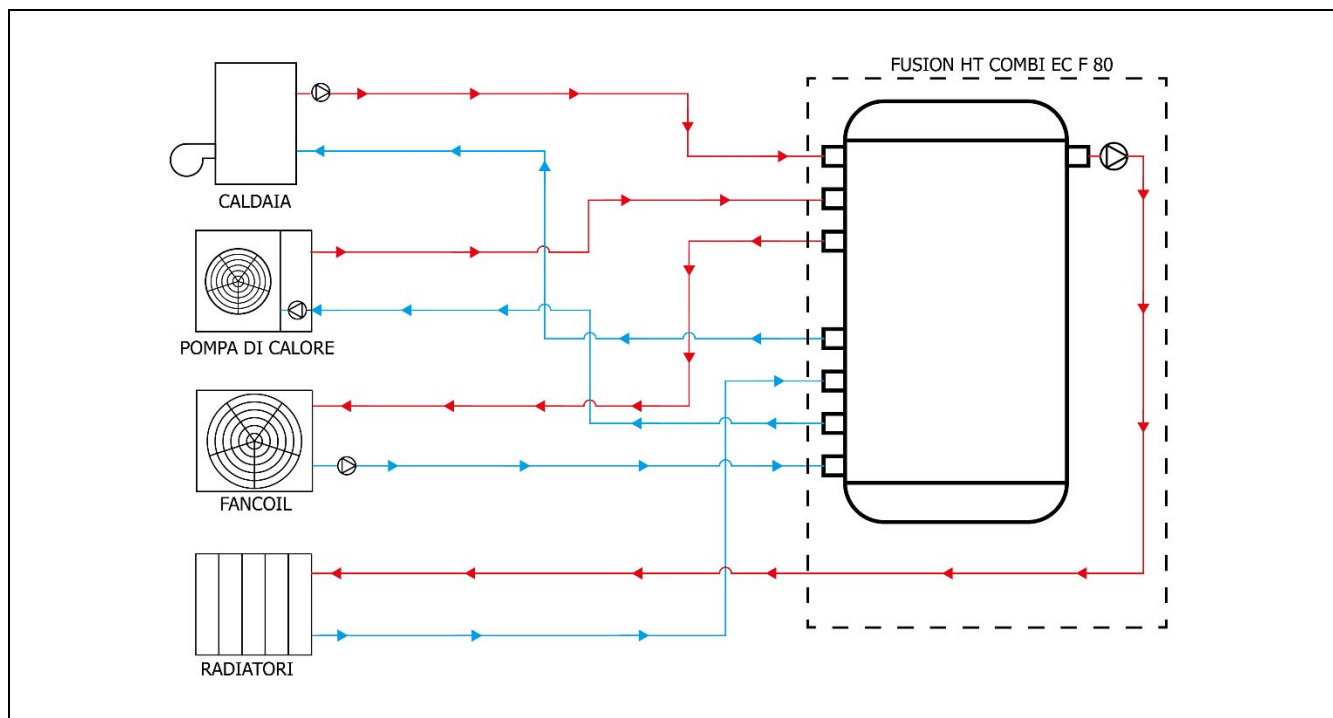 FUSION HT COMBI EC F 80
CALDAIA
POMPA DI CALORE
FANCOIL
RADIATORI